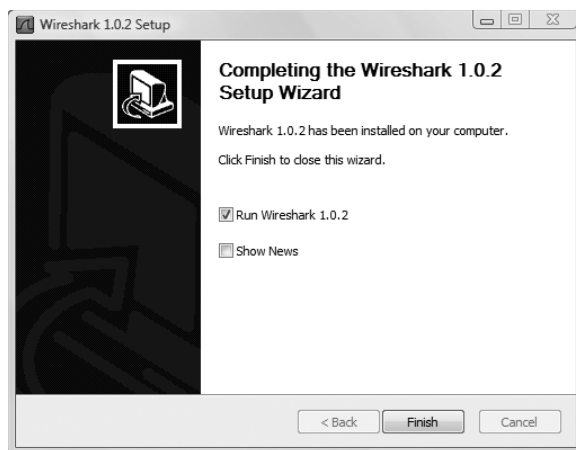 Wireshark 1.0.2 Setup
Completing the Wireshark 1.0.2
Setup Wizard
Wireshark 1.0.2 has been installed on your computer.
Click Finish to close this wizard.
Run Wireshark 1.0.2
Show News
< Back
Finish
Cancel